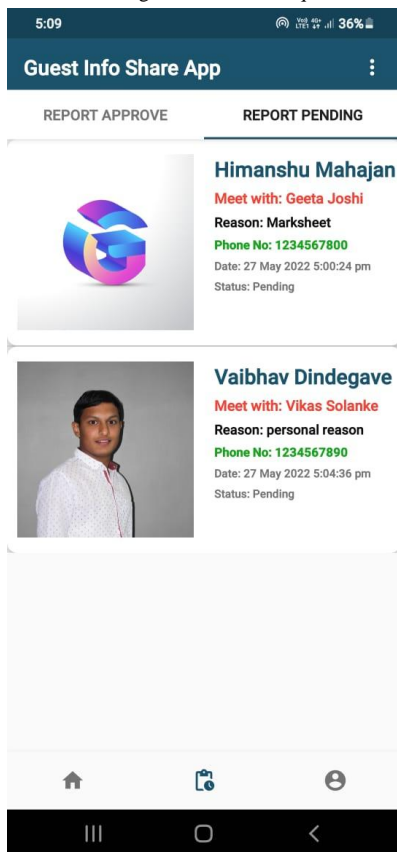 5:09
36%
Guest Info Share App
REPORT APPROVE
REPORT PENDING
Himanshu Mahajan
Meet with: Geeta Joshi
Reason: Marksheet
Phone No: 1234567800
Date: 27 May 2022 5:00:24 pm
Status: Pending
Vaibhav Dindegave
Meet with: Vikas Solanke
Reason: personal reason
Phone No: 1234567890
Date: 27 May 2022 5:04:36 pm
Status: Pending